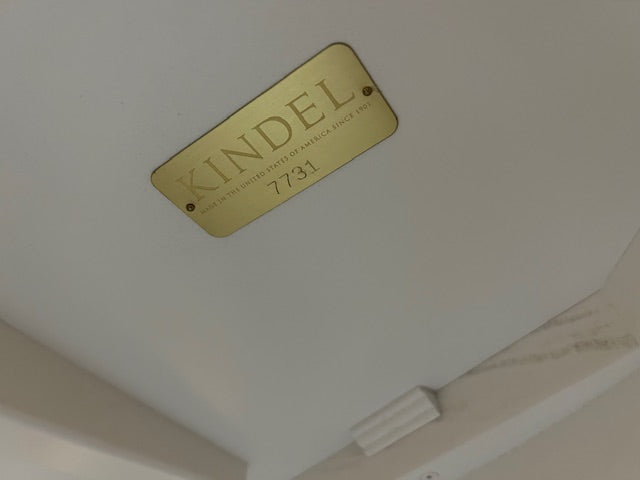 KINDEL
MADE IN THE UNITED STATES OF AMERICA SINCE 1901
7731